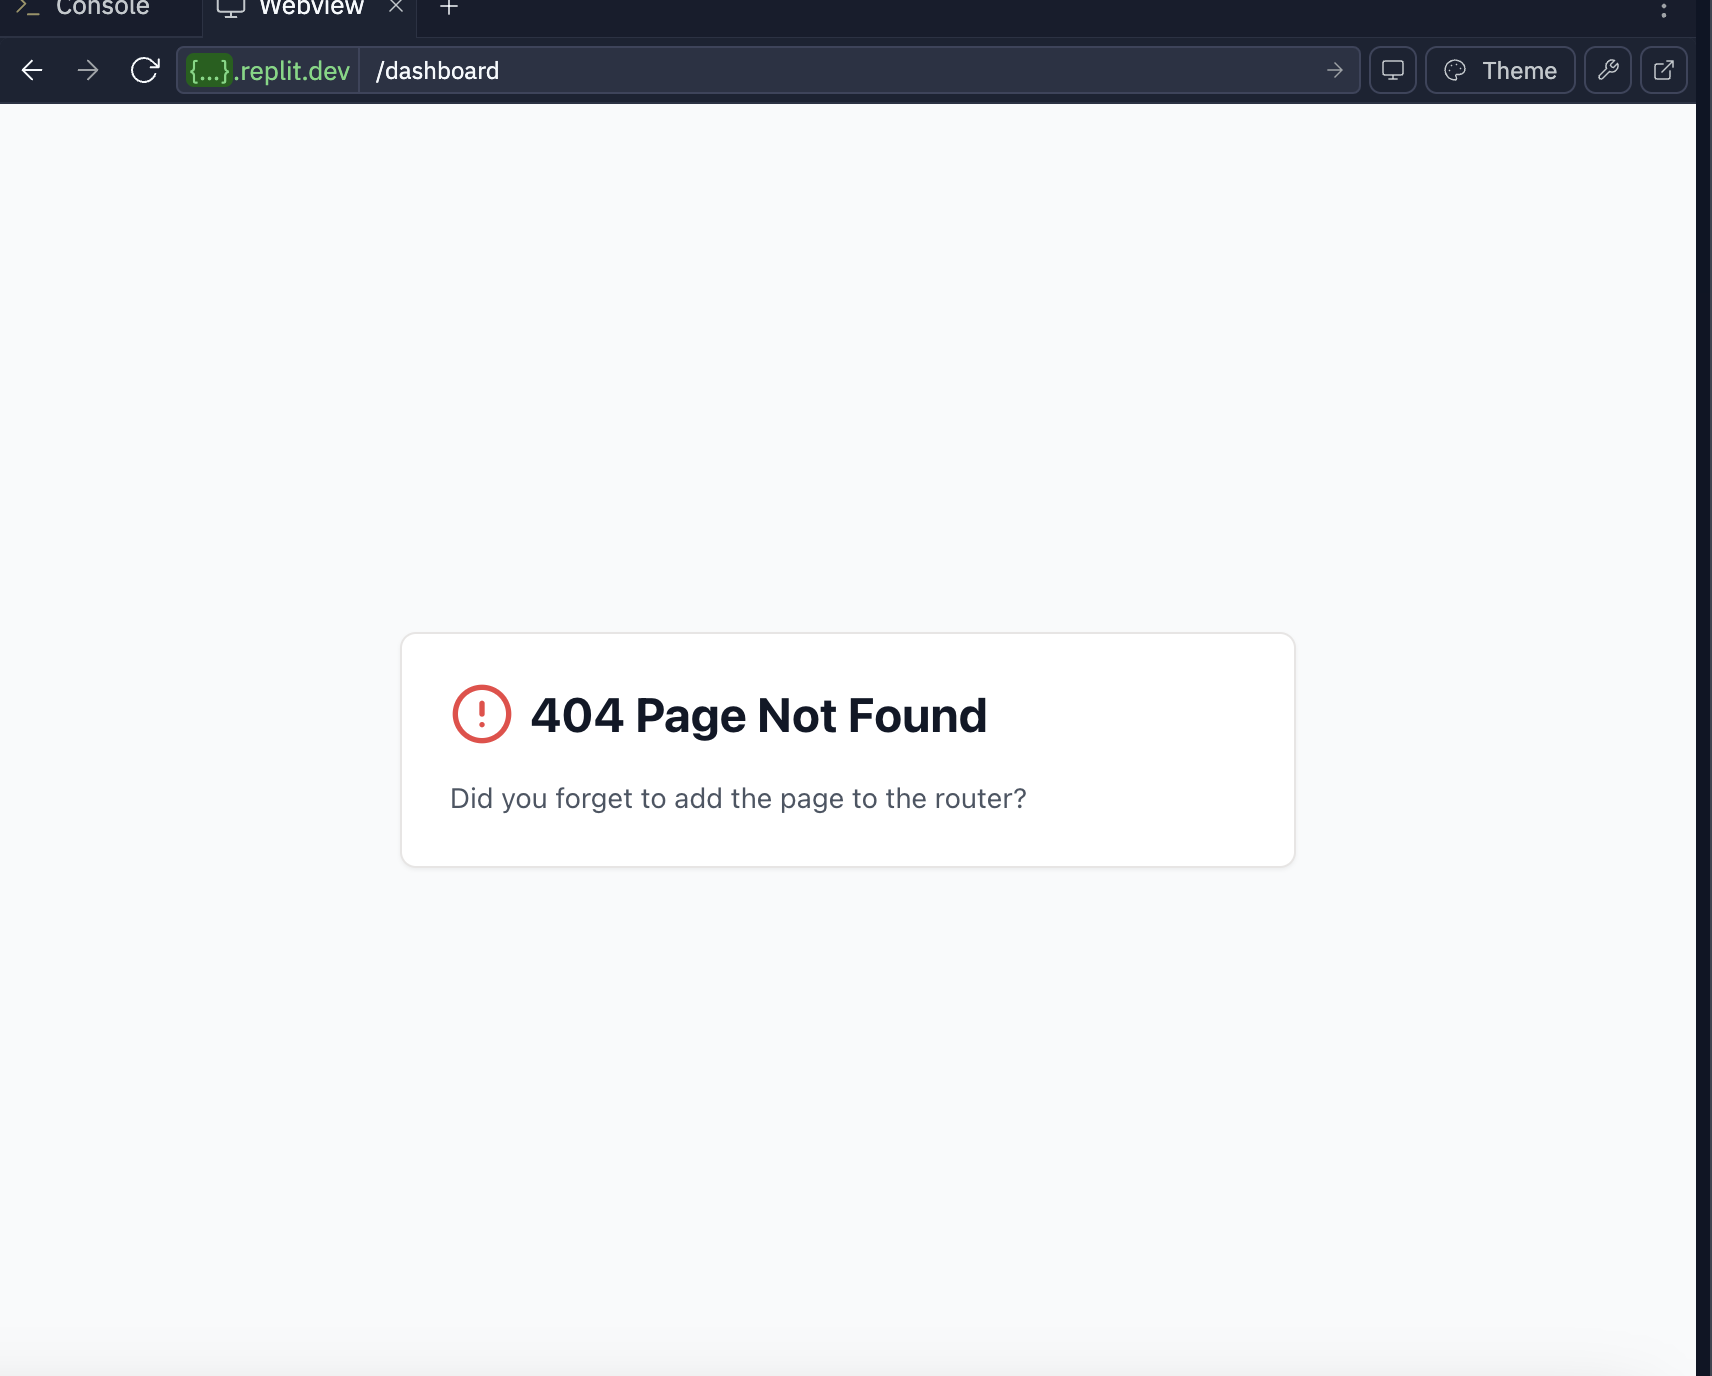 Console
Webview
{...}.replit.dev /dashboard
Theme
404 Page Not Found
Did you forget to add the page to the router?